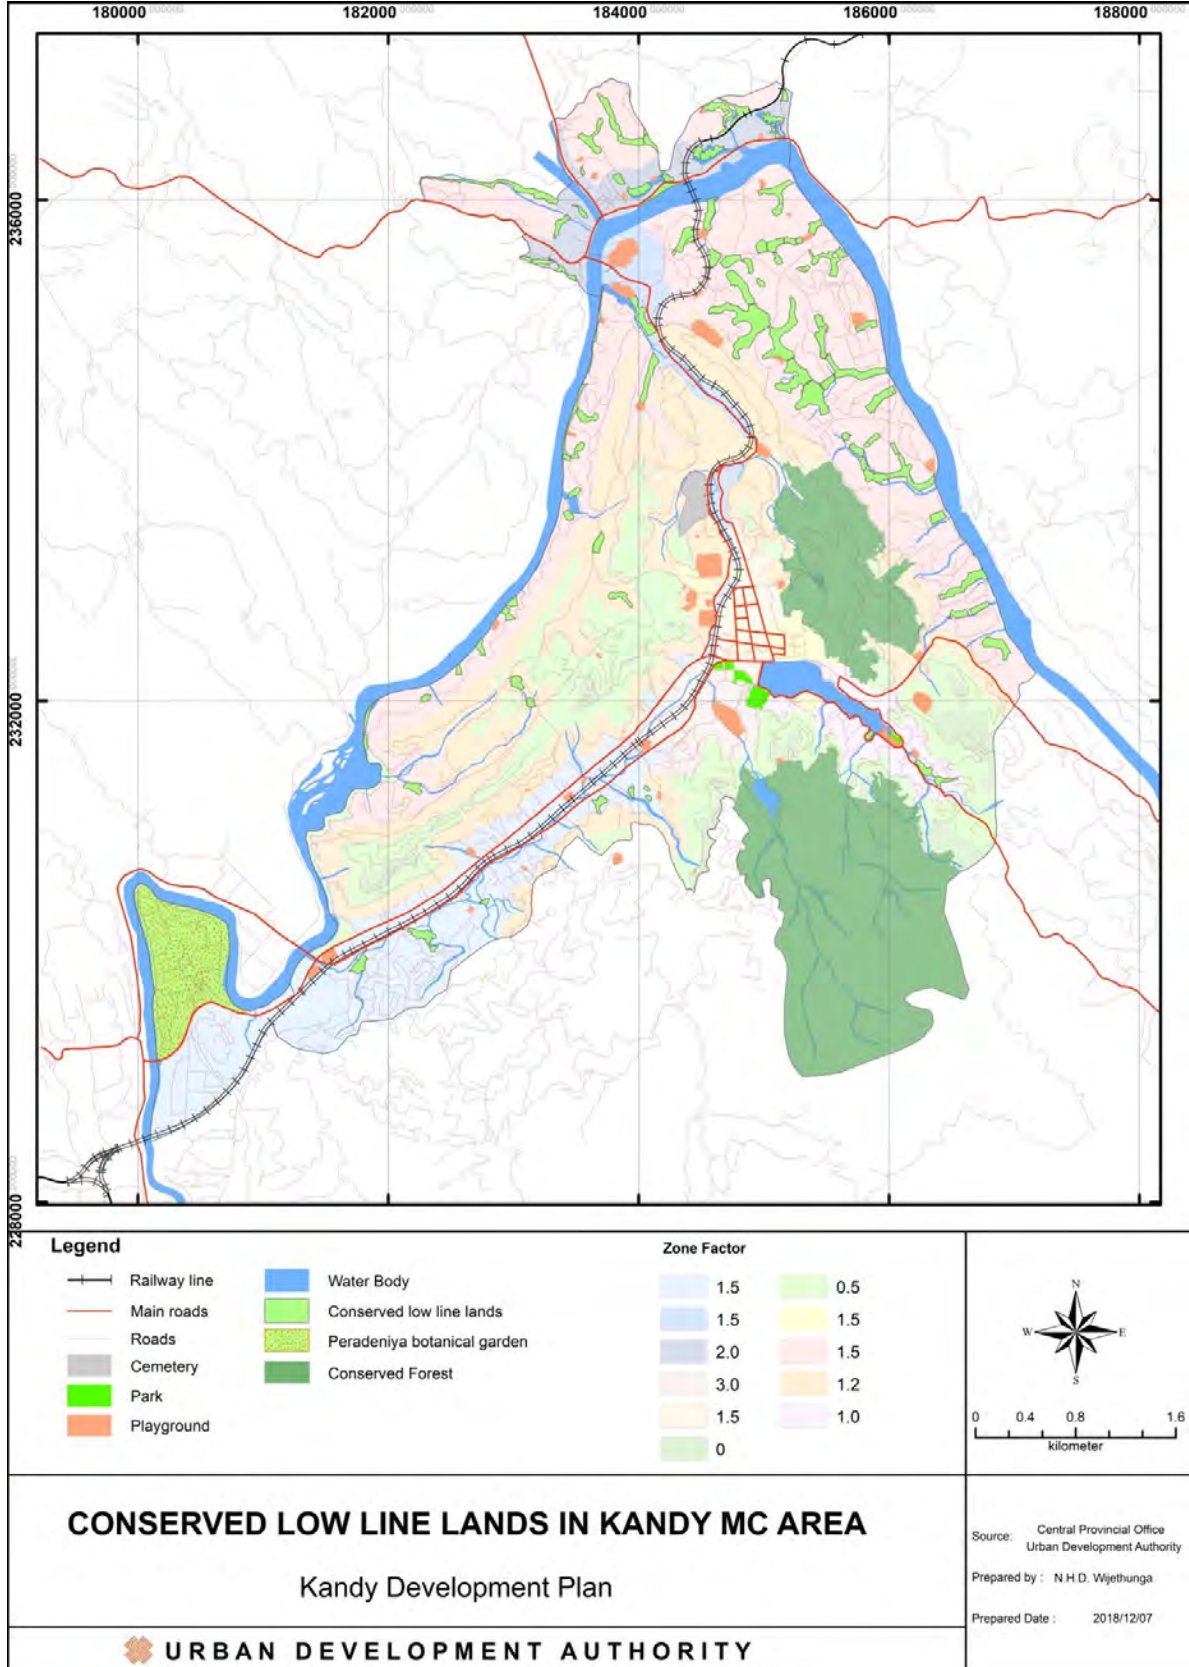 180000 182000 184000 186000 188000
236000
232000
228000
Legend
Railway line
Main roads
Roads
Cemetery
Park
Playground
Water Body
Conserved low line lands
Peradeniya botanical garden
Conserved Forest
Zone Factor
1.5 0.5
1.5 1.5
2.0 1.5
3.0 1.2
1.5 1.0
0
N
W E
S
0 0.4 0.8 1.6
kilometer
CONSERVED LOW LINE LANDS IN KANDY MC AREA
Kandy Development Plan
URBAN DEVELOPMENT AUTHORITY
Source: Central Provincial Office
Urban Development Authority
Prepared by : N.H.D. Wijethunga
Prepared Date : 2018/12/07